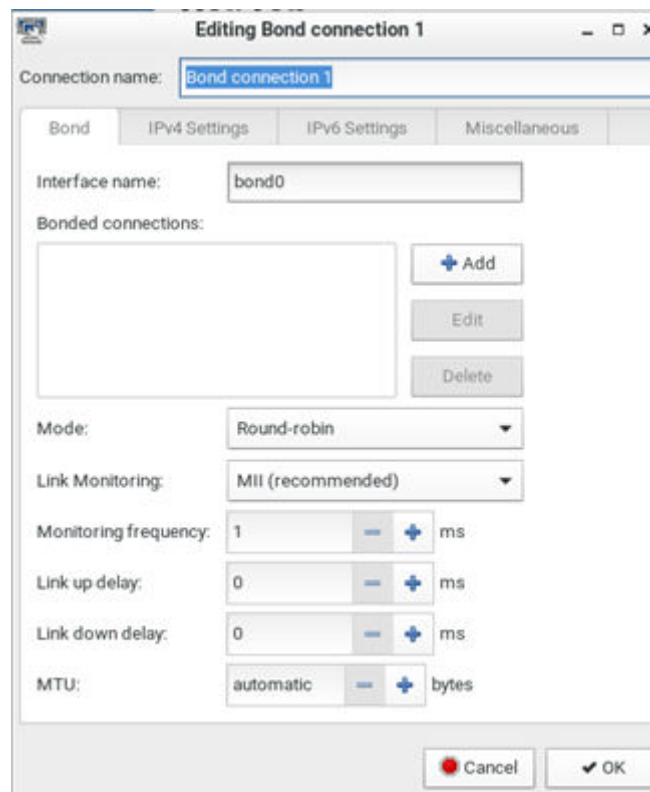 Editing Bond connection 1
Connection name: Bond connection 1
Bond IPv4 Settings IPv6 Settings Miscellaneous
Interface name: bond0
Bonded connections:
Add
Edit
Delete
Mode: Round-robin
Link Monitoring: MII (recommended)
Monitoring frequency: 1 ms
Link up delay: 0 ms
Link down delay: 0 ms
MTU: automatic bytes
Cancel OK